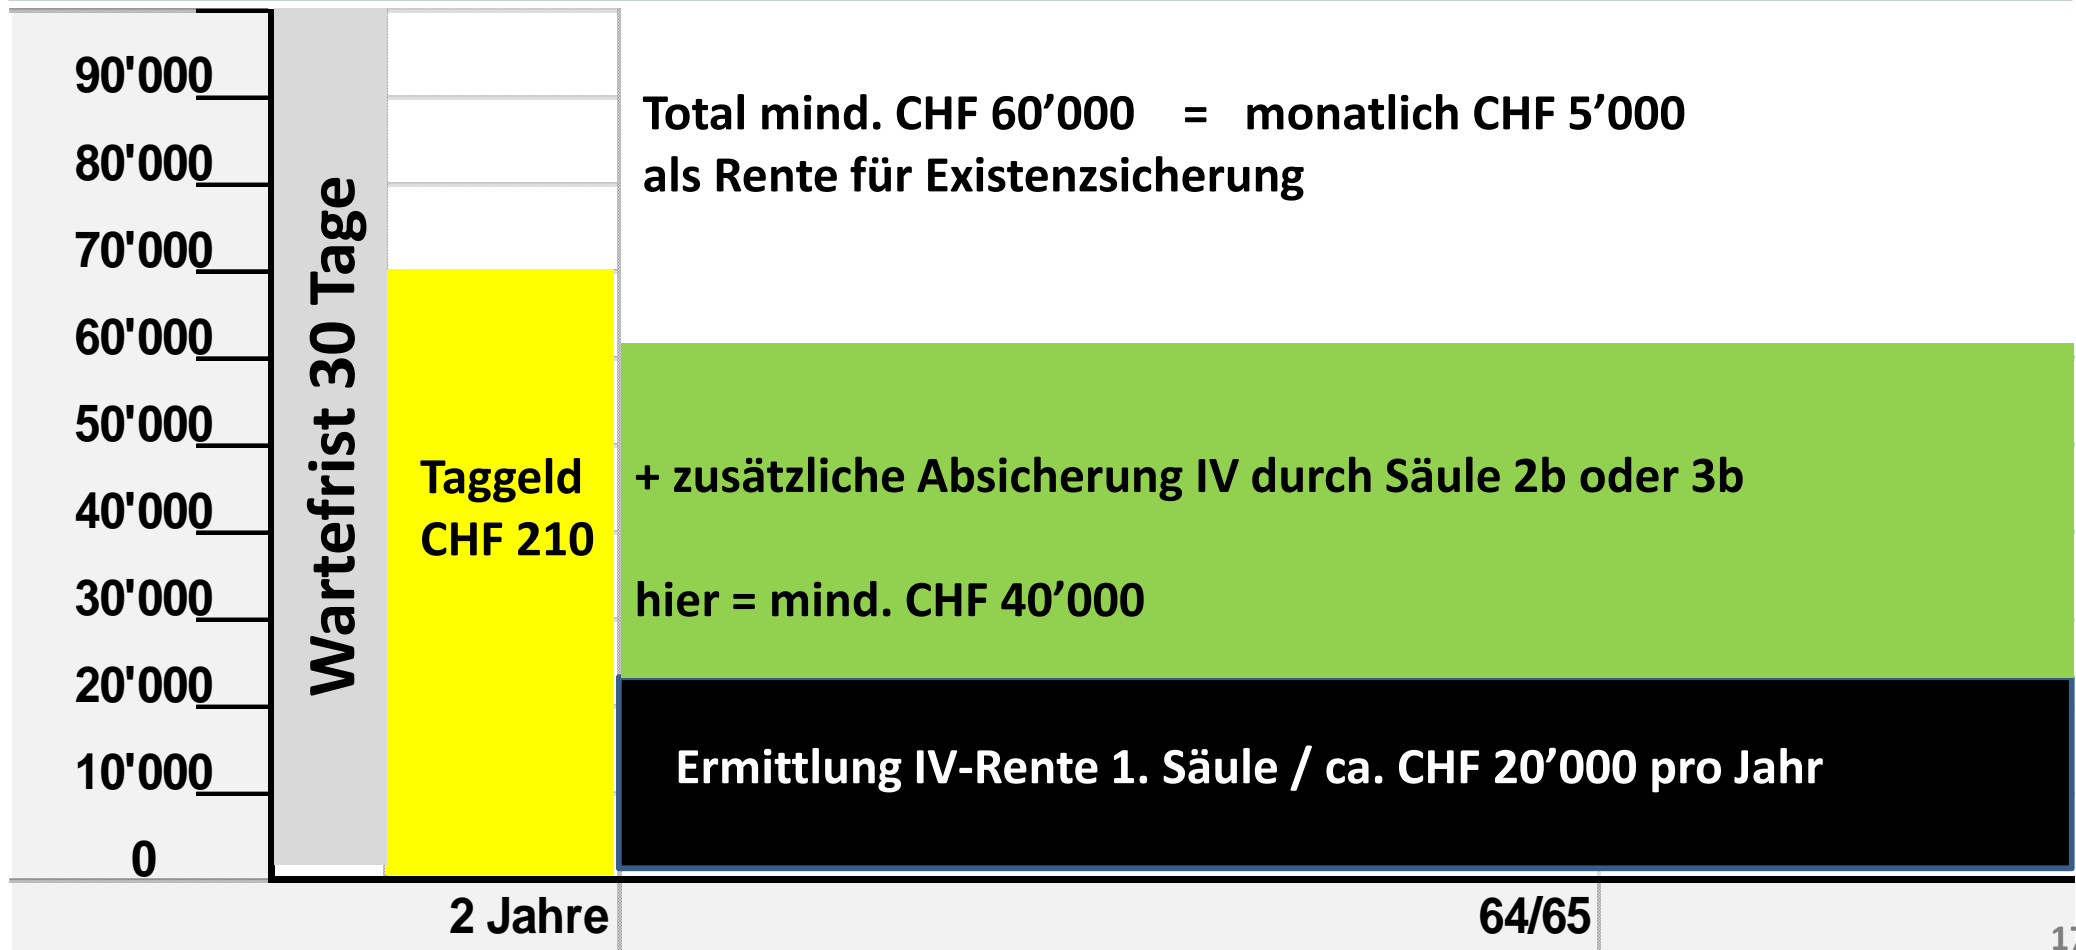 90'000
80'000
70'000
60'000
50'000
40'000
30'000
20'000
10'000
0
Wartefrist 30 Tage
Taggeld
CHF 210
Total mind. CHF 60’000 = monatlich CHF 5’000
als Rente für Existenzsicherung
+ zusätzliche Absicherung IV durch Säule 2b oder 3b
hier = mind. CHF 40’000
Ermittlung IV-Rente 1. Säule / ca. CHF 20’000 pro Jahr
2 Jahre
64/65